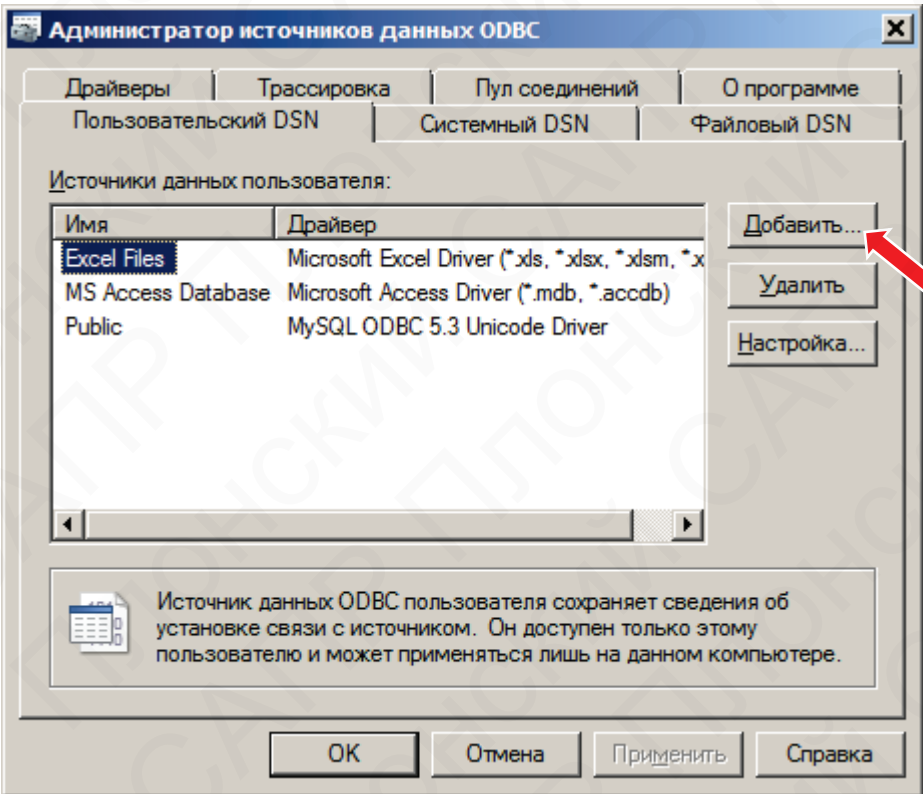 Администратор источников данных ODBC
Драйверы Трассировка Пул соединений О программе
Пользовательский DSN Системный DSN Файловый DSN
Источники данных пользователя:
Имя Драйвер
Добавить...
Excel Files Microsoft Excel Driver (*.xls, *.xlsx, *.xlsm, *.x
MS Access Database Microsoft Access Driver (*.mdb, *.accdb)
Удалить
Public MySQL ODBC 5.3 Unicode Driver
Настройка...
Источник данных ODBC пользователя сохраняет сведения об
установке связи с источником. Он доступен только этому
пользователю и может применяться лишь на данном компьютере.
OK Отмена Применить Справка
САПР ПЛОНСКИЙ